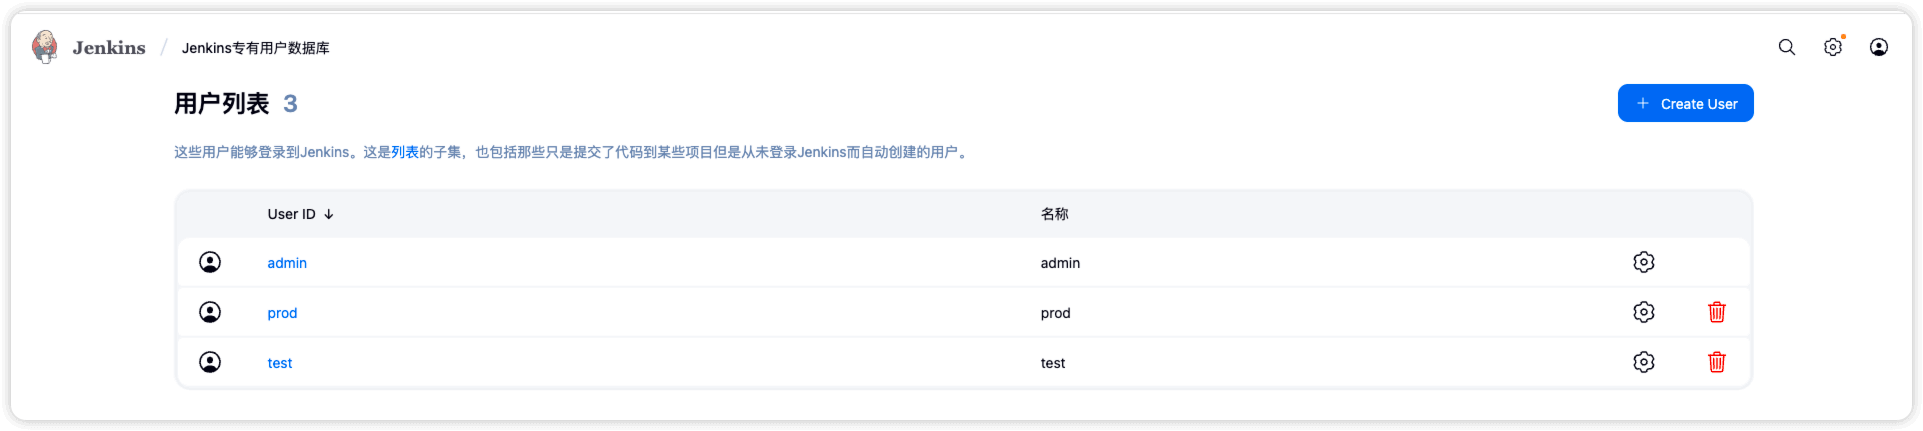 Jenkins / Jenkins专有用户数据库
用户列表 3
+ Create User
这些用户能够登录到Jenkins。这是列表的子集，也包括那些只是提交了代码到某些项目但是从未登录Jenkins而自动创建的用户。
User ID ↓ 名称
admin admin
prod prod
test test